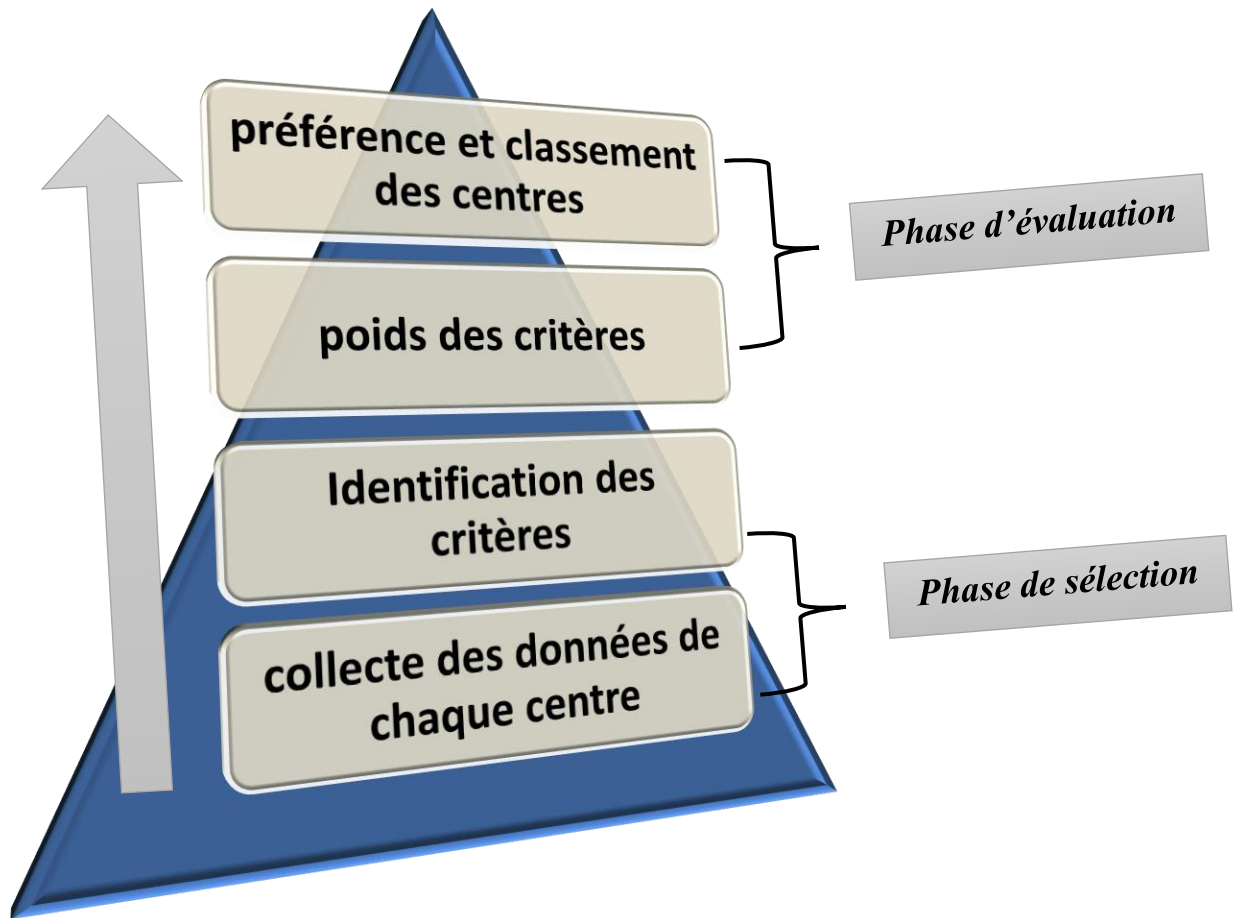 préférence et classement
des centres
Phase d’évaluation
poids des critères
Identification des
critères
Phase de sélection
collecte des données de
chaque centre